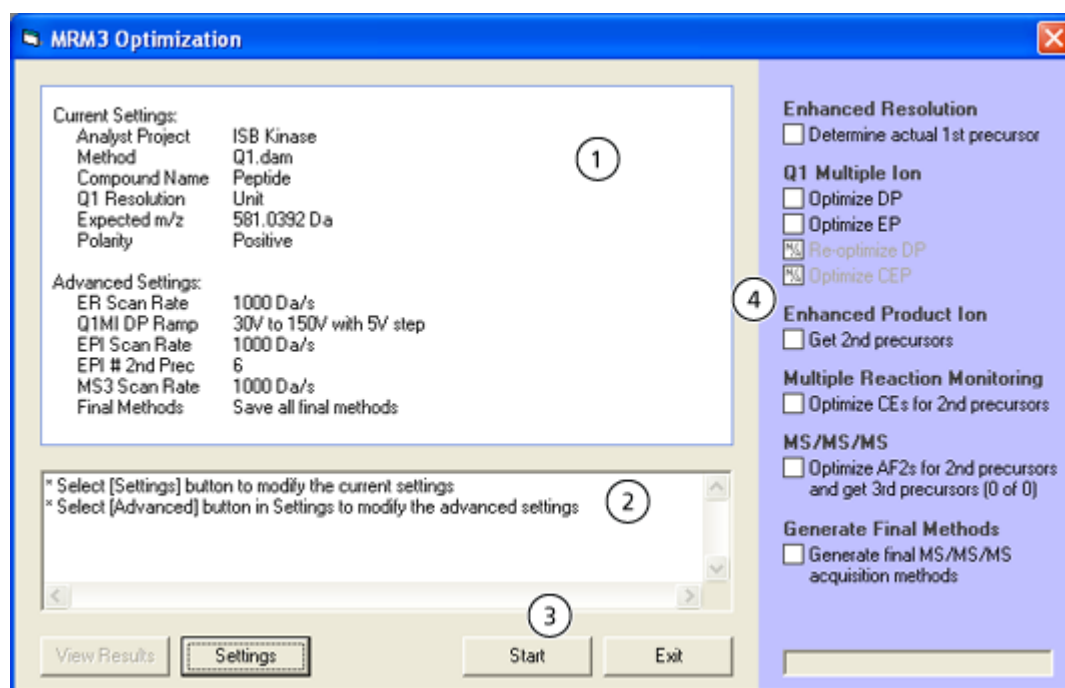 MRM3 Optimization
Current Settings:
Analyst Project ISB Kinase
Method Q1.dam
Compound Name Peptide
Q1 Resolution Unit
Expected m/z 581.0392 Da
Polarity Positive
Advanced Settings:
ER Scan Rate 1000 Da/s
Q1MI DP Ramp 30V to 150V with 5V step
EPI Scan Rate 1000 Da/s
EPI # 2nd Prec 6
MS3 Scan Rate 1000 Da/s
Final Methods Save all final methods
1
* Select [Settings] button to modify the current settings
* Select [Advanced] button in Settings to modify the advanced settings
2
3
View Results Settings Start Exit
4
Enhanced Resolution
Determine actual 1st precursor
Q1 Multiple Ion
Optimize DP
Optimize EP
Re-optimize DP
Optimize CEP
Enhanced Product Ion
Get 2nd precursors
Multiple Reaction Monitoring
Optimize CEs for 2nd precursors
MS/MS/MS
Optimize AF2s for 2nd precursors
and get 3rd precursors (0 of 0)
Generate Final Methods
Generate final MS/MS/MS
acquisition methods